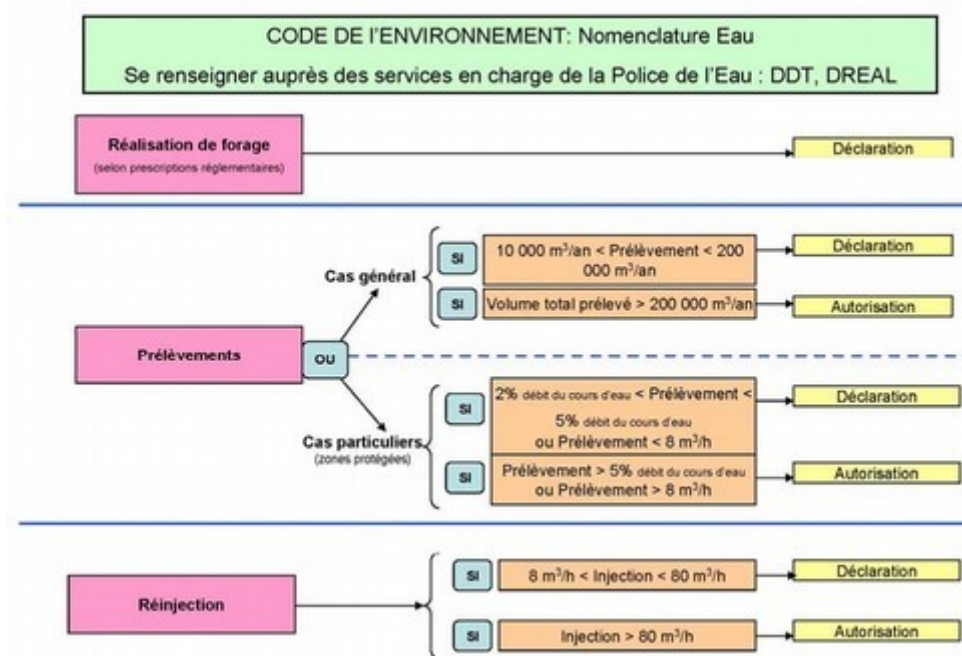 CODE DE l'ENVIRONNEMENT: Nomenclature Eau
Se renseigner auprès des services en charge de la Police de l'Eau : DDT, DREAL
Réalisation de forage
(selon prescriptions réglementaires)
Déclaration
Cas général
SI
10 000 m³/an < Prélèvement < 200
000 m³/an
Déclaration
SI
Volume total prélevé > 200 000 m³/an
Autorisation
Prélèvements
OU
Cas particuliers
(zones protégées)
SI
2% débit du cours d'eau < Prélèvement <
5% débit du cours d'eau
ou Prélèvement < 8 m³/h
Déclaration
SI
Prélèvement > 5% débit du cours d'eau
ou Prélèvement > 8 m³/h
Autorisation
Réinjection
SI
8 m³/h < Injection < 80 m³/h
Déclaration
SI
Injection > 80 m³/h
Autorisation